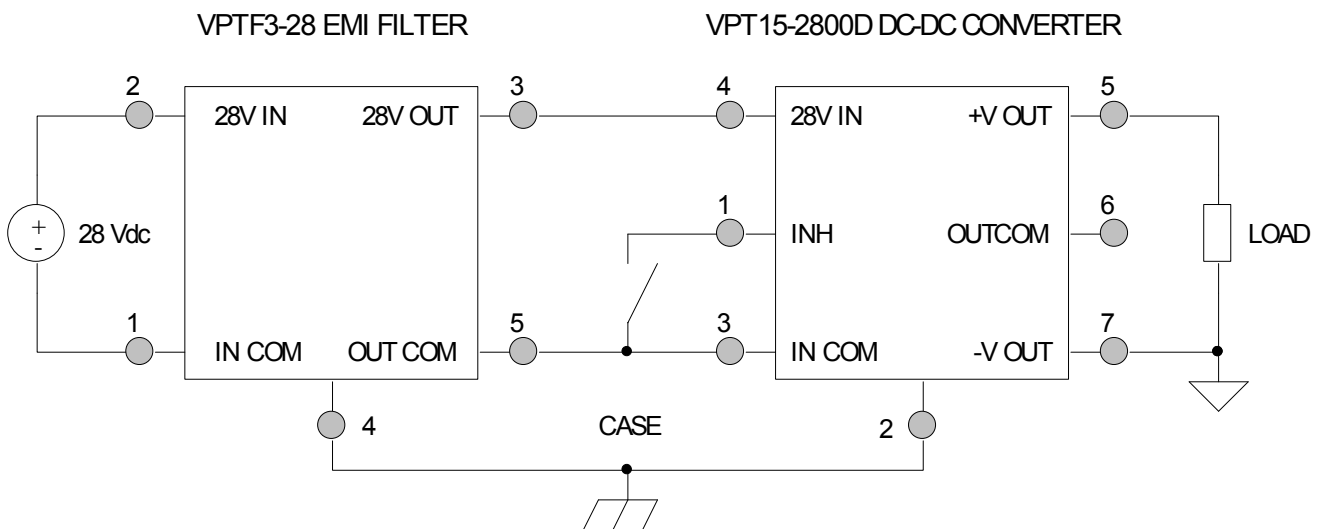 VPTF3-28 EMI FILTER
VPT15-2800D DC-DC CONVERTER
2
3
4
5
28V IN
28V OUT
28V IN
+V OUT
1
6
+
-
28 Vdc
INH
OUTCOM
LOAD
1
5
3
7
IN COM
OUT COM
IN COM
-V OUT
4
CASE
2